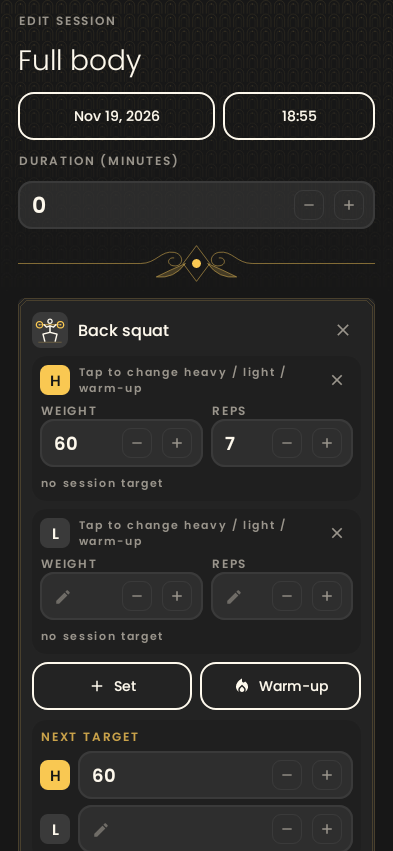 EDIT SESSION
Full body
Nov 19, 2026
18:55
DURATION (MINUTES)
0
Back squat
H
Tap to change heavy / light /
warm-up
WEIGHT
REPS
60
7
no session target
L
Tap to change heavy / light /
warm-up
WEIGHT
REPS
no session target
+ Set
Warm-up
NEXT TARGET
H
60
L